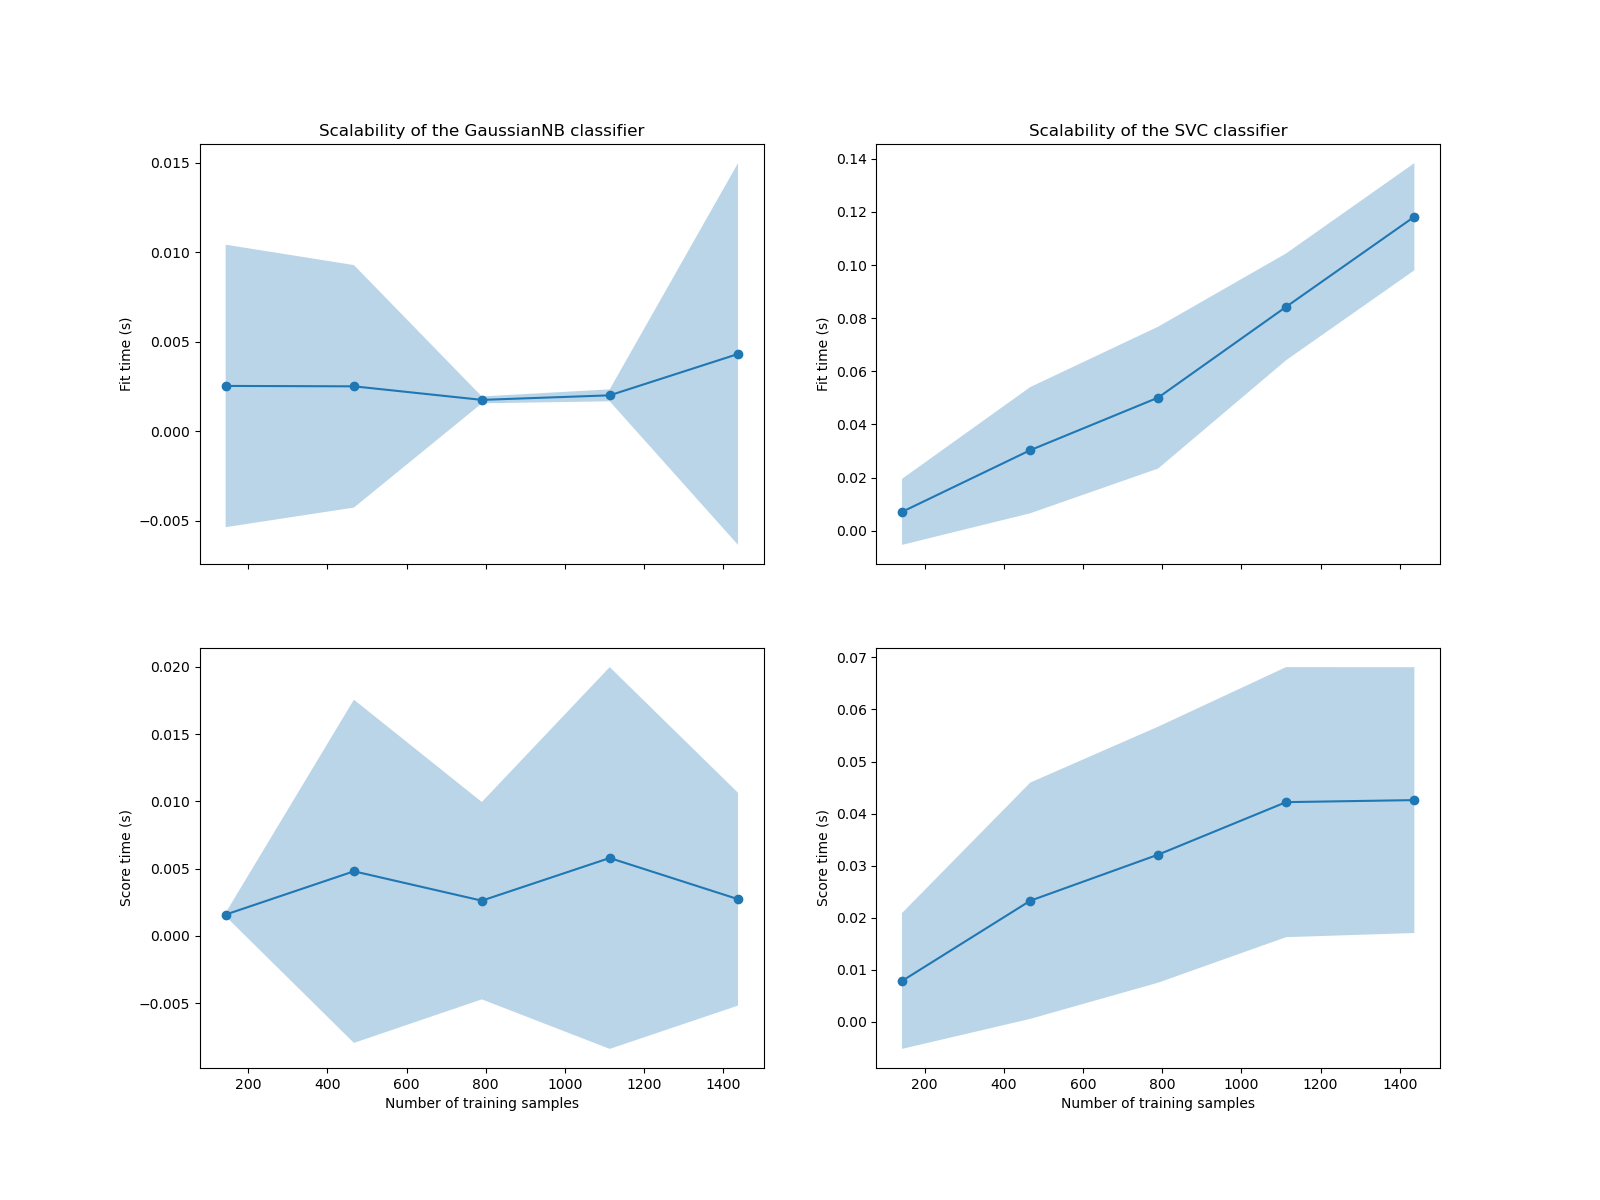 Scalability of the GaussianNB classifier
0.015
0.010
0.005
0.000
−0.005
Fit time (s)
Scalability of the SVC classifier
0.14
0.12
0.10
0.08
0.06
0.04
0.02
0.00
Fit time (s)
0.020
0.015
0.010
0.005
0.000
−0.005
Score time (s)
200 400 600 800 1000 1200 1400
Number of training samples
0.07
0.06
0.05
0.04
0.03
0.02
0.01
0.00
Score time (s)
200 400 600 800 1000 1200 1400
Number of training samples